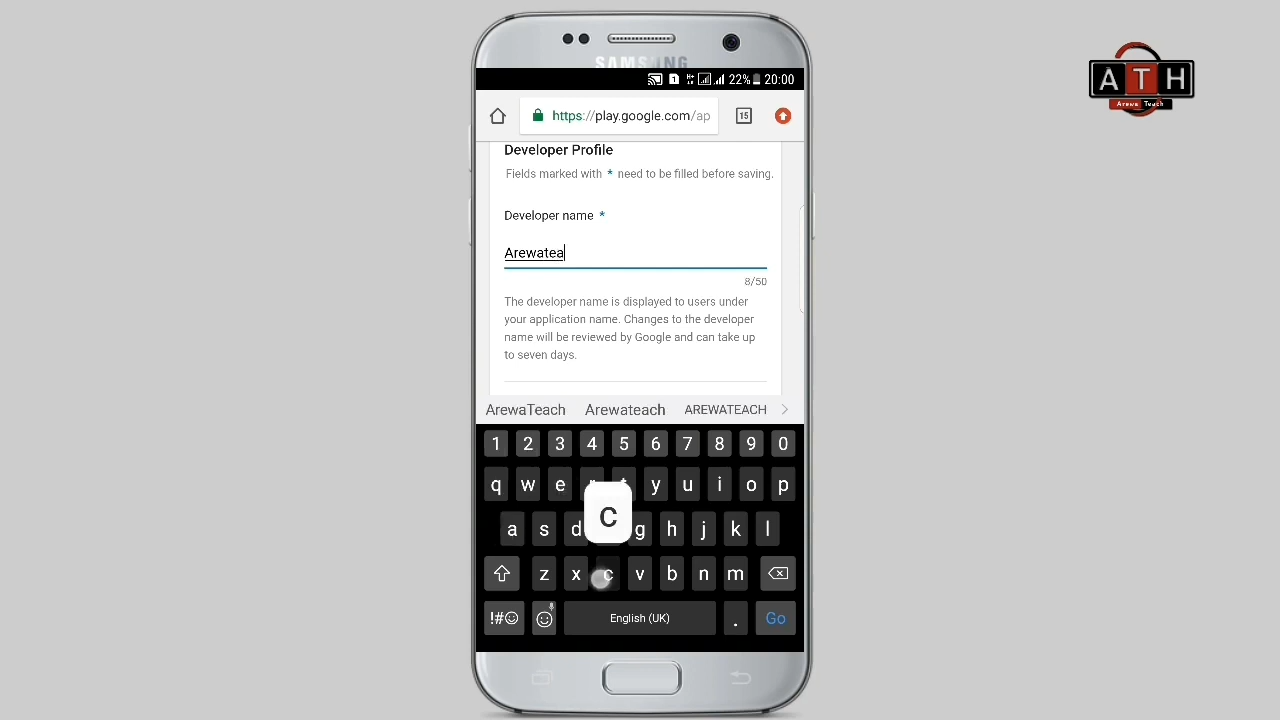 SAMSUNG
22% 20:00
https://play.google.com/ap
15
A T H
Arewa Teach
Developer Profile
Fields marked with * need to be filled before saving.
Developer name *
Arewatea
8/50
The developer name is displayed to users under
your application name. Changes to the developer
name will be reviewed by Google and can take up
to seven days.
ArewaTeach Arewateach AREWATEACH
1 2 3 4 5 6 7 8 9 0
q w e r t y u i o p
c
a s d g h j k l
z x c v b n m
!#☺ English (UK) . Go